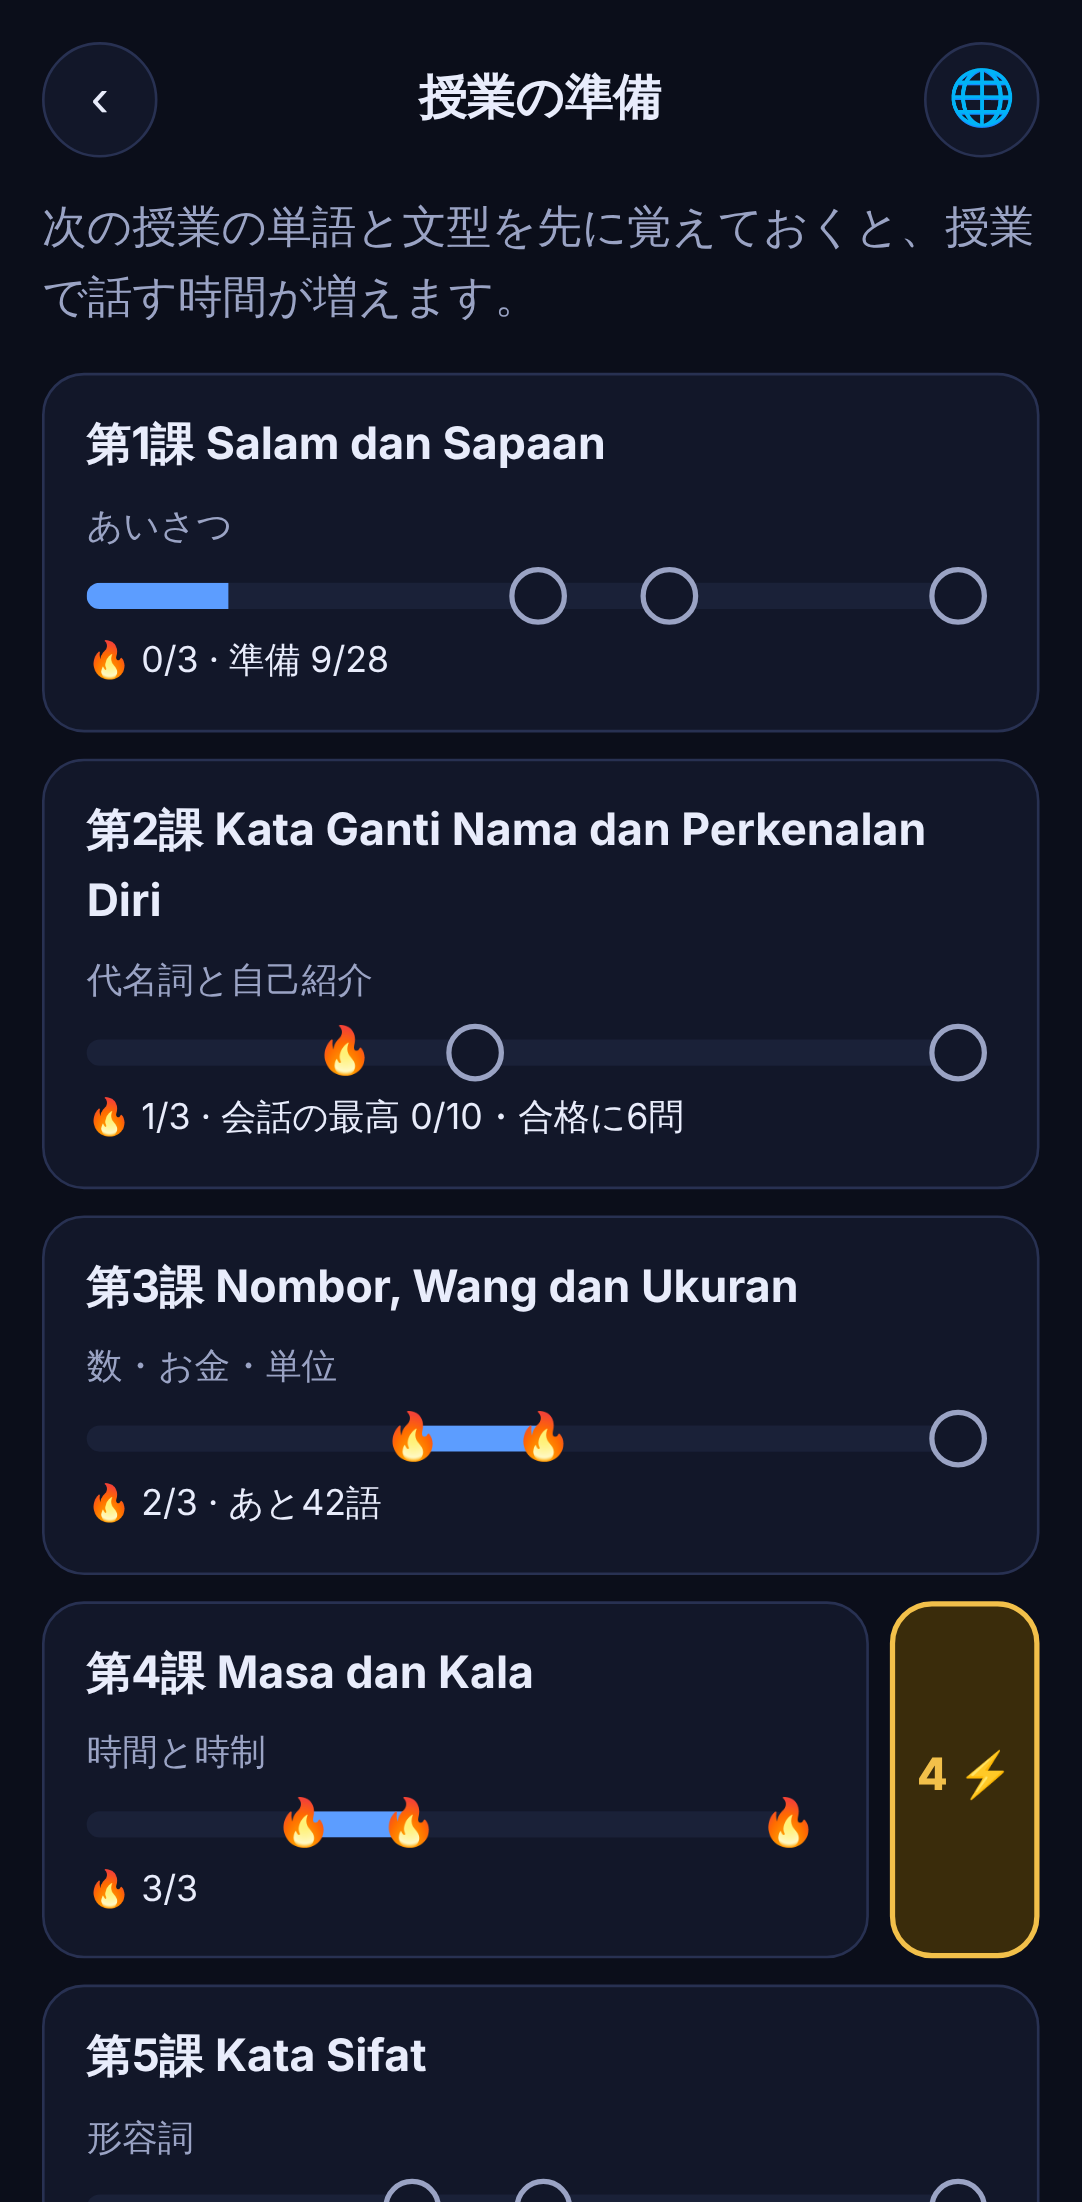 授業の準備
次の授業の単語と文型を先に覚えておくと、授業
で話す時間が増えます。
第1課 Salam dan Sapaan
あいさつ
🔥 0/3 · 準備 9/28
第2課 Kata Ganti Nama dan Perkenalan
Diri
代名詞と自己紹介
🔥 1/3 · 会話の最高 0/10・合格に6問
第3課 Nombor, Wang dan Ukuran
数・お金・単位
🔥 2/3 · あと42語
第4課 Masa dan Kala
時間と時制
🔥 3/3
4 ⚡
第5課 Kata Sifat
形容詞